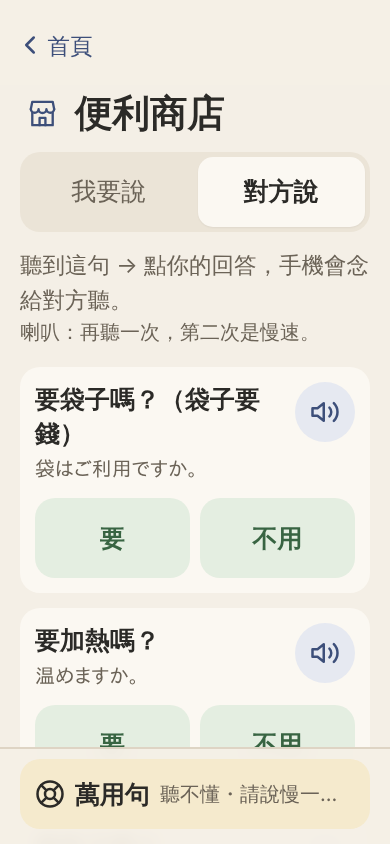 首頁
便利商店
我要說
對方說
聽到這句 → 點你的回答，手機會念
給對方聽。
喇叭：再聽一次，第二次是慢速。
要袋子嗎？（袋子要
錢）
袋はご利用ですか。
要
不用
要加熱嗎？
温めますか。
要
不用
萬用句 聽不懂・請說慢一…